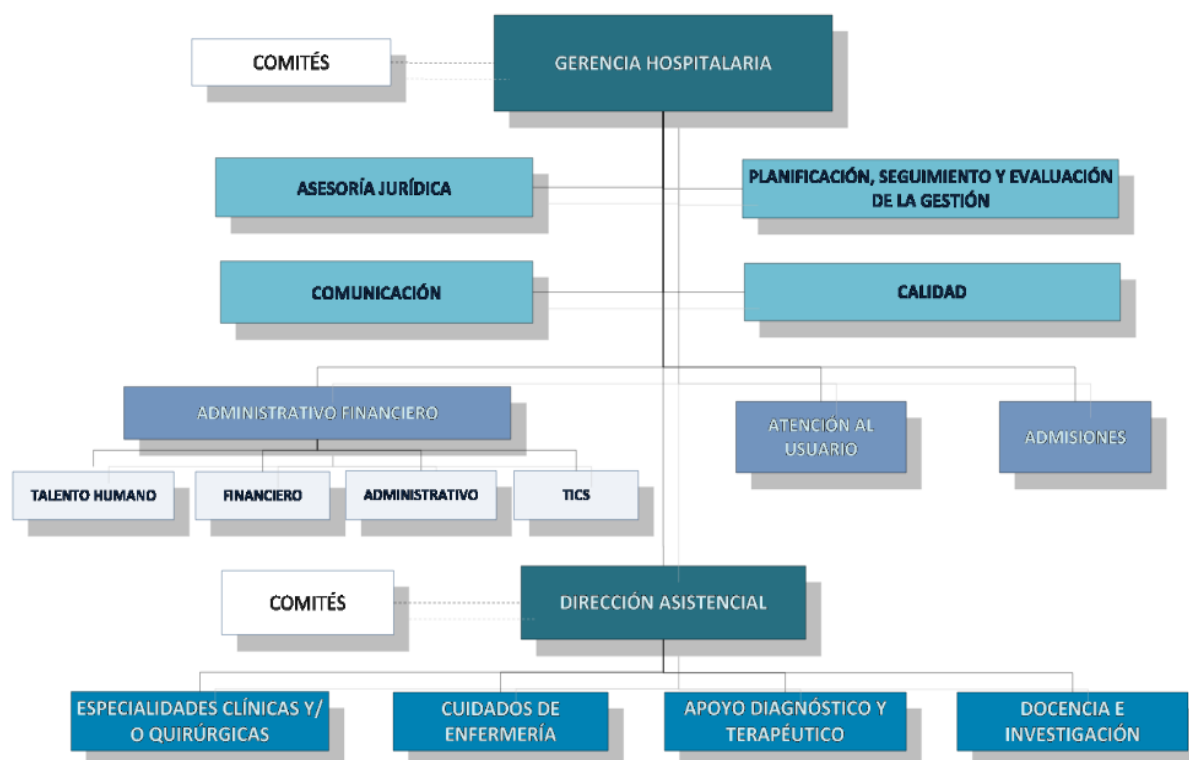 COMITÉS
GERENCIA HOSPITALARIA
ASESORÍA JURÍDICA
PLANIFICACIÓN, SEGUIMIENTO Y EVALUACIÓN
DE LA GESTIÓN
COMUNICACIÓN
CALIDAD
ADMINISTRATIVO FINANCIERO
ATENCIÓN AL
USUARIO
ADMISIONES
TALENTO HUMANO
FINANCIERO
ADMINISTRATIVO
TICS
COMITÉS
DIRECCIÓN ASISTENCIAL
ESPECIALIDADES CLÍNICAS Y/
O QUIRÚRGICAS
CUIDADOS DE
ENFERMERÍA
APOYO DIAGNÓSTICO Y
TERAPÉUTICO
DOCENCIA E
INVESTIGACIÓN